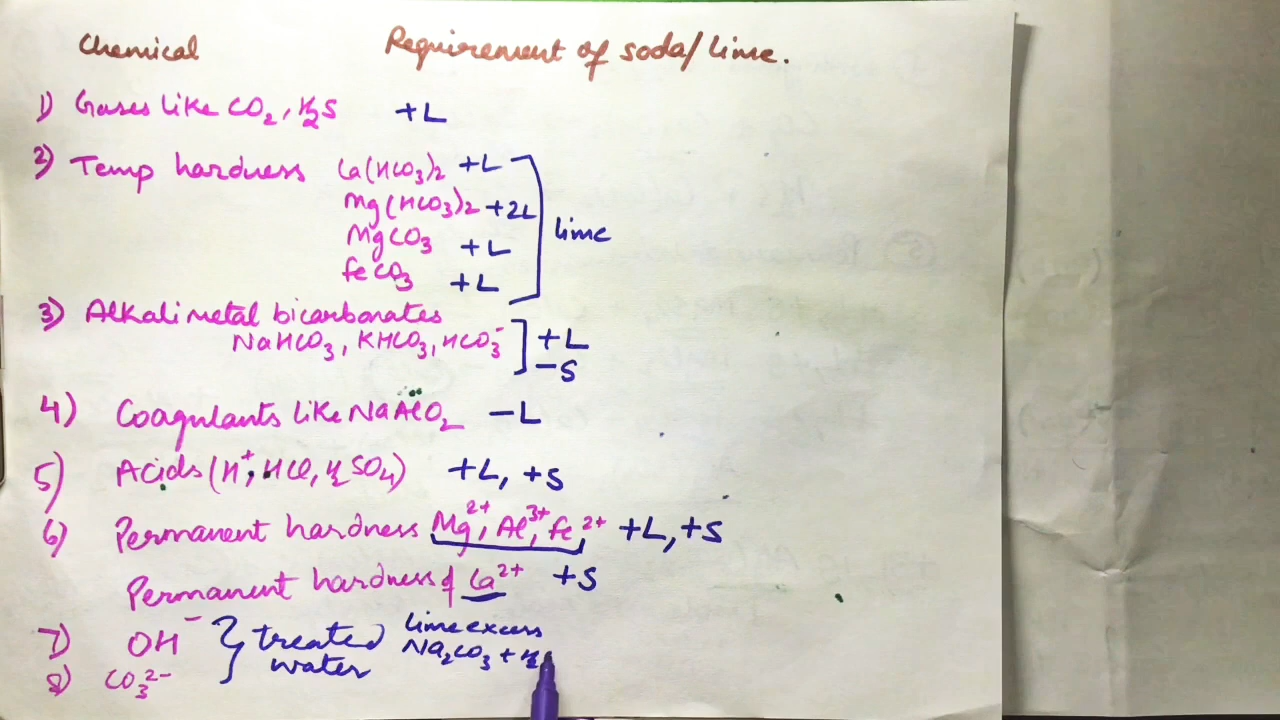 Chemical Requirement of soda/lime.
1) Gases like CO2, H2S +L
2) Temp hardness Ca(HCO3)2 +L
Mg(HCO3)2 +2L
MgCO3 +L
FeCO3 +L
lime
3) Alkali metal bicarbonates
NaHCO3, KHCO3, HCO3⁻ +L
-S
4) Coagulants like NaAlO2 -L
5) Acids (H⁺, HCl, H2SO4) +L, +S
6) Permanent hardness Mg²⁺, Al³⁺, Fe²⁺ +L, +S
Permanent hardness of Ca²⁺ +S
7) OH⁻ treated lime excess
water Na2CO3 + H2
8) CO3²⁻